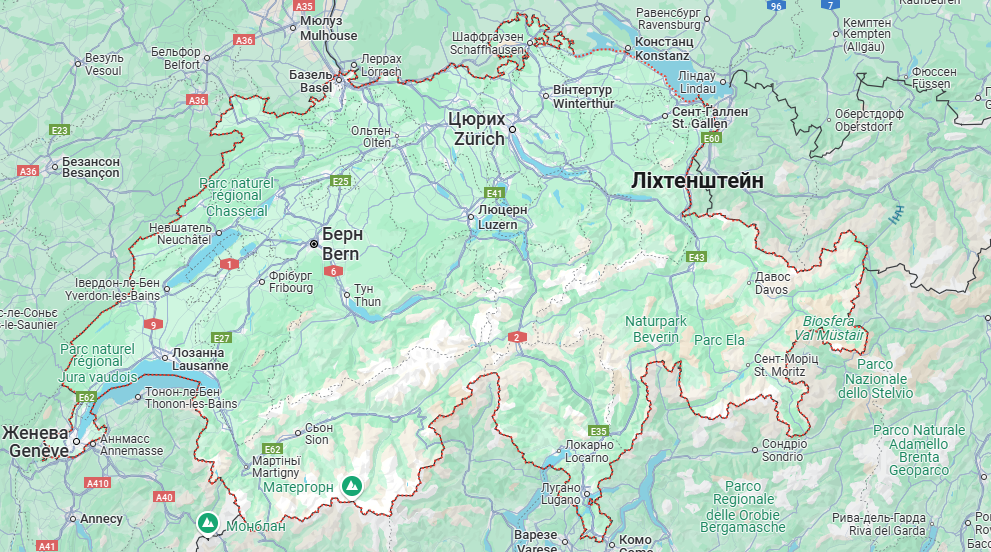 A35
96
7
Мюлуз
Mulhouse
Равенсбург
Ravensburg
Kaufbeuren
Кемптен
Kempten
(Allgäu)
A36
Шаффгаузен
Schaffhausen
Констанц
Konstanz
Везуль
Vesoul
Бельфор
Belfort
Леррах
Lörrach
Базель
Basel
Ліндау
Lindau
Фюссен
Füssen
A36
Вінтертур
Winterthur
Сент-Галлен
St. Gallen
Оберстдорф
Oberstdorf
Цюрих
Zürich
Ольтен
Olten
E23
E60
Безансон
Besançon
A36
E25
Ліхтенштейн
Parc naturel
régional
Chasseral
E41
Люцерн
Luzern
Невшатель
Neuchâtel
Берн
Bern
1
6
E43
Івердон-ле-Бен
Yverdon-les-Bains
Фрібург
Fribourg
Тун
Thun
Давос
Davos
с-ле-Соньє
s-le-Saunier
9
E27
2
Naturpark
Beverin
Parc Ela
Biosfera
Val Müstair
Parc naturel
régional
Jura vaudois
Лозанна
Lausanne
Сент-Моріц
St. Moritz
Parco
Nazionale
dello Stelvio
E62
Тонон-ле-Бен
Thonon-les-Bains
Женева
Genève
Аннмасс
Annemasse
Сьон
Sion
E35
Parco Naturale
Adamello
Brenta
Geopark
E62
Локарно
Locarno
Сондріо
Sondrio
Мартіньї
Martigny
Матергорн
A410
A40
Лугано
Lugano
Parco
Regionale
delle Orobie
Bergamasche
Annecy
Монблан
Рива-дель-Гарда
Riva del Garda
A41
Варезе
Varese
Комо
Como